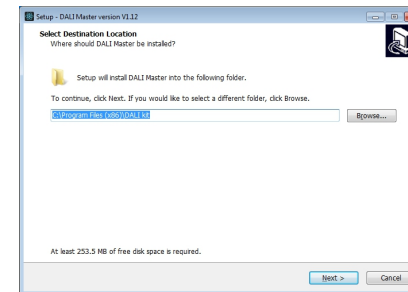 Setup - DALI Master version V1.12
Select Destination Location
Where should DALI Master be installed?
Setup will install DALI Master into the following folder.
To continue, click Next. If you would like to select a different folder, click Browse.
C:\Program Files (x86)\DALI kit
Browse...
At least 253.5 MB of free disk space is required.
Next >
Cancel